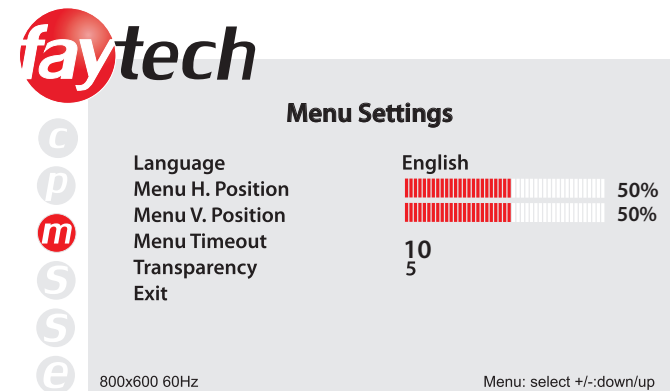 faytech
Menu Settings
c
Language English
p
Menu H. Position 50%
Menu V. Position 50%
m
Menu Timeout 10
Transparency 5
s
Exit
s
e
800x600 60Hz Menu: select +/-:down/up